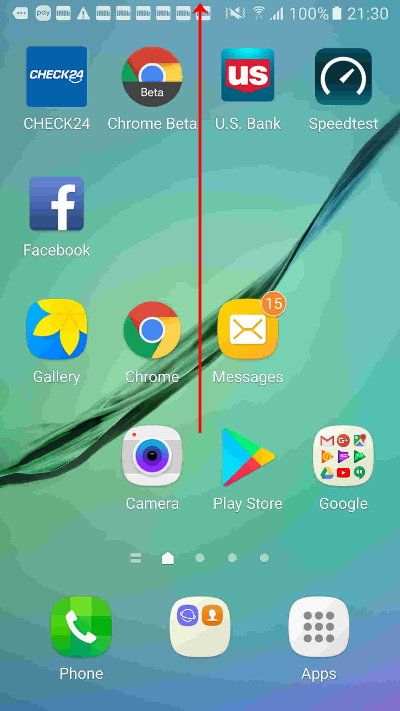 pay
100% 21:30
CHECK24
Beta
us
CHECK24 Chrome Beta U.S. Bank Speedtest
Facebook
15
Gallery Chrome Messages
Camera Play Store Google
Phone Apps